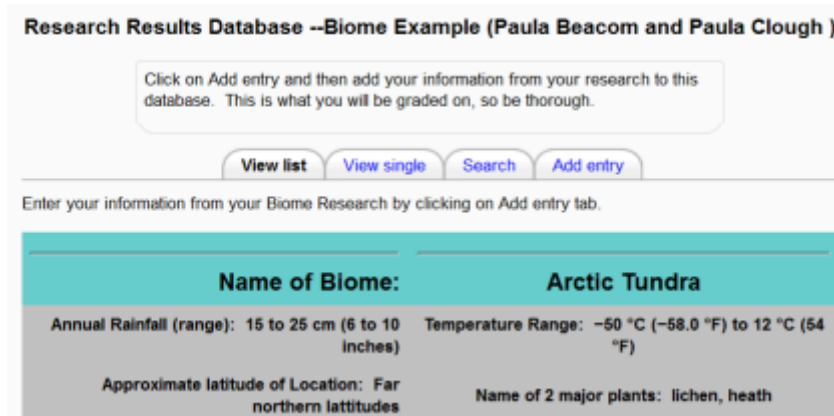 Research Results Database --Biome Example (Paula Beacom and Paula Clough )
Click on Add entry and then add your information from your research to this
database. This is what you will be graded on, so be thorough.
View list View single Search Add entry
Enter your information from your Biome Research by clicking on Add entry tab.
Name of Biome: Arctic Tundra
Annual Rainfall (range): 15 to 25 cm (6 to 10
inches)
Temperature Range: −50 °C (−58.0 °F) to 12 °C (54
°F)
Approximate latitude of Location: Far
northern lattitudes
Name of 2 major plants: lichen, heath